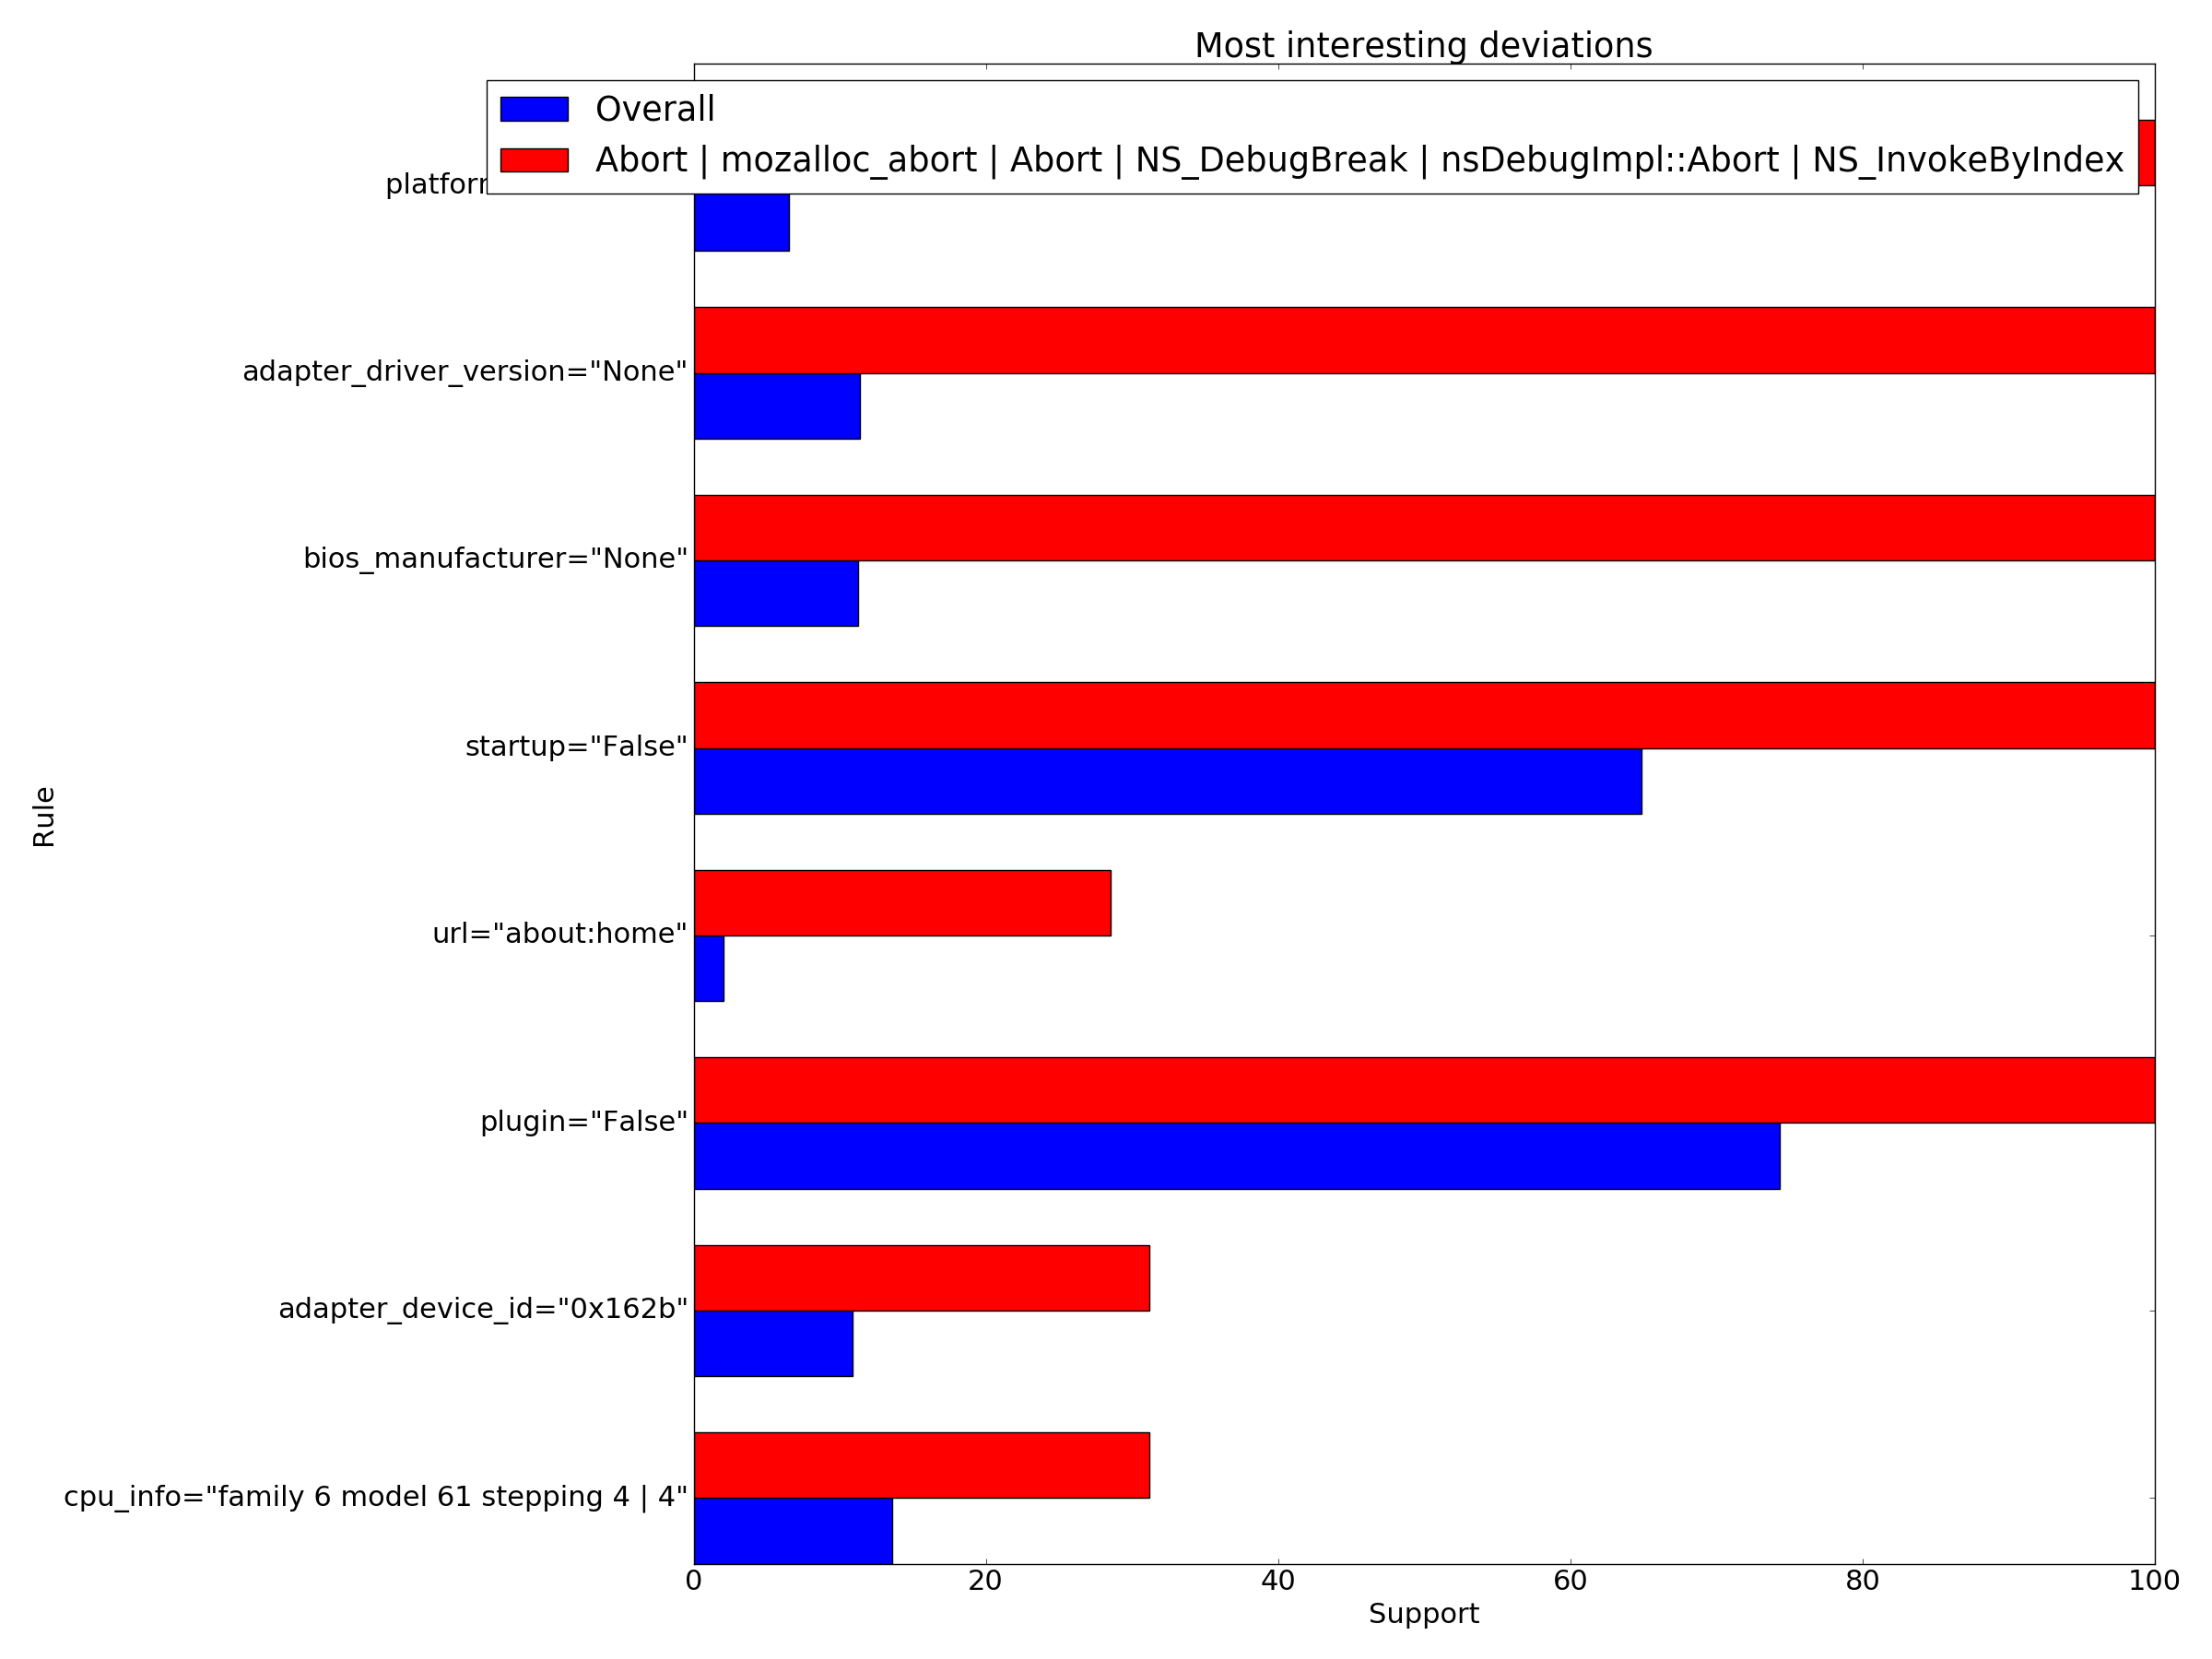 Most interesting deviations
Overall
Abort | mozalloc_abort | Abort | NS_DebugBreak | nsDebugImpl::Abort | NS_InvokeByIndex
adapter_driver_version="None"
bios_manufacturer="None"
startup="False"
url="about:home"
plugin="False"
adapter_device_id="0x162b"
cpu_info="family 6 model 61 stepping 4 | 4"
Rule
0 20 40 60 80 100
Support